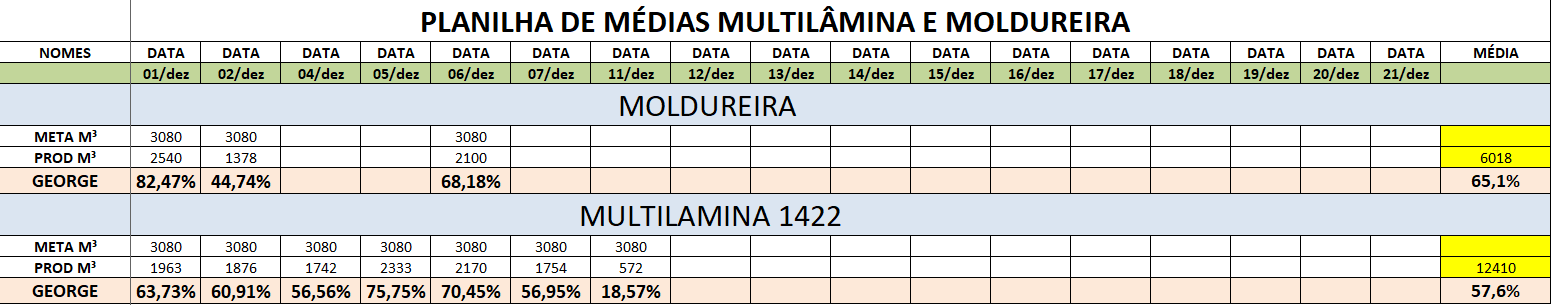 PLANILHA DE MÉDIAS MULTILÂMINA E MOLDUREIRA
NOMES DATA DATA DATA DATA DATA DATA DATA DATA DATA DATA DATA DATA DATA DATA DATA DATA DATA MÉDIA
01/dez 02/dez 04/dez 05/dez 06/dez 07/dez 11/dez 12/dez 13/dez 14/dez 15/dez 16/dez 17/dez 18/dez 19/dez 20/dez 21/dez
MOLDUREIRA
META M³ 3080 3080 3080
PROD M³ 2540 1378 2100 6018
GEORGE 82,47% 44,74% 68,18% 65,1%
MULTILAMINA 1422
META M³ 3080 3080 3080 3080 3080 3080 3080
PROD M³ 1963 1876 1742 2333 2170 1754 572 12410
GEORGE 63,73% 60,91% 56,56% 75,75% 70,45% 56,95% 18,57% 57,6%